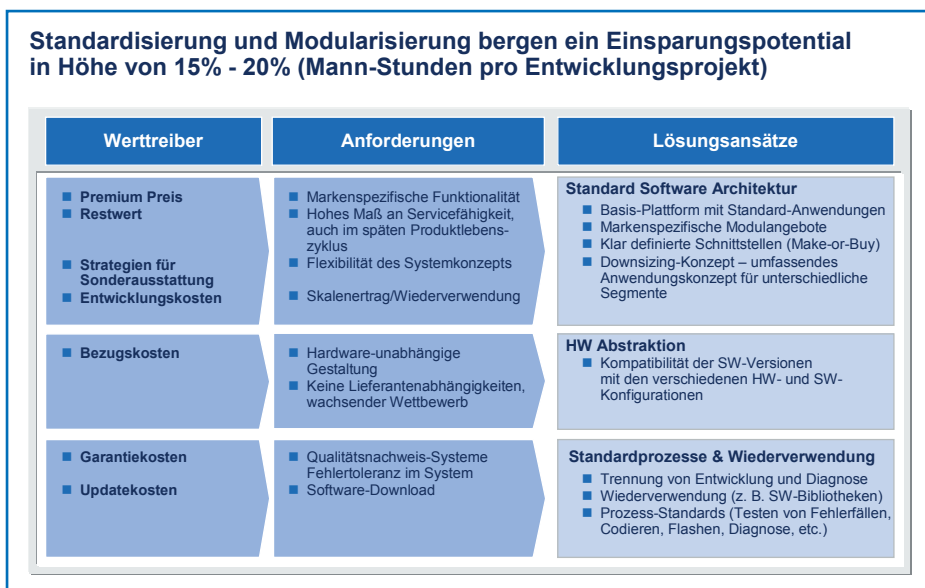 Standardisierung und Modularisierung bergen ein Einsparungspotential
in Höhe von 15% - 20% (Mann-Stunden pro Entwicklungsprojekt)
Werttreiber
Anforderungen
Lösungsansätze
Premium Preis
Restwert
Strategien für
Sonderausstattung
Entwicklungskosten
Markenspezifische Funktionalität
Hohes Maß an Servicefähigkeit,
auch im späten Produktlebens-
zyklus
Flexibilität des Systemkonzepts
Skalenertrag/Wiederverwendung
Standard Software Architektur
Basis-Plattform mit Standard-Anwendungen
Markenspezifische Modulangebote
Klar definierte Schnittstellen (Make-or-Buy)
Downsizing-Konzept – umfassendes
Anwendungskonzept für unterschiedliche
Segmente
Bezugskosten
Hardware-unabhängige
Gestaltung
Keine Lieferantenabhängigkeiten,
wachsender Wettbewerb
HW Abstraktion
Kompatibilität der SW-Versionen
mit den verschiedenen HW- und SW-
Konfigurationen
Garantiekosten
Updatekosten
Qualitätsnachweis-Systeme
Fehlertoleranz im System
Software-Download
Standardprozesse & Wiederverwendung
Trennung von Entwicklung und Diagnose
Wiederverwendung (z. B. SW-Bibliotheken)
Prozess-Standards (Testen von Fehlerfällen,
Codieren, Flashen, Diagnose, etc.)